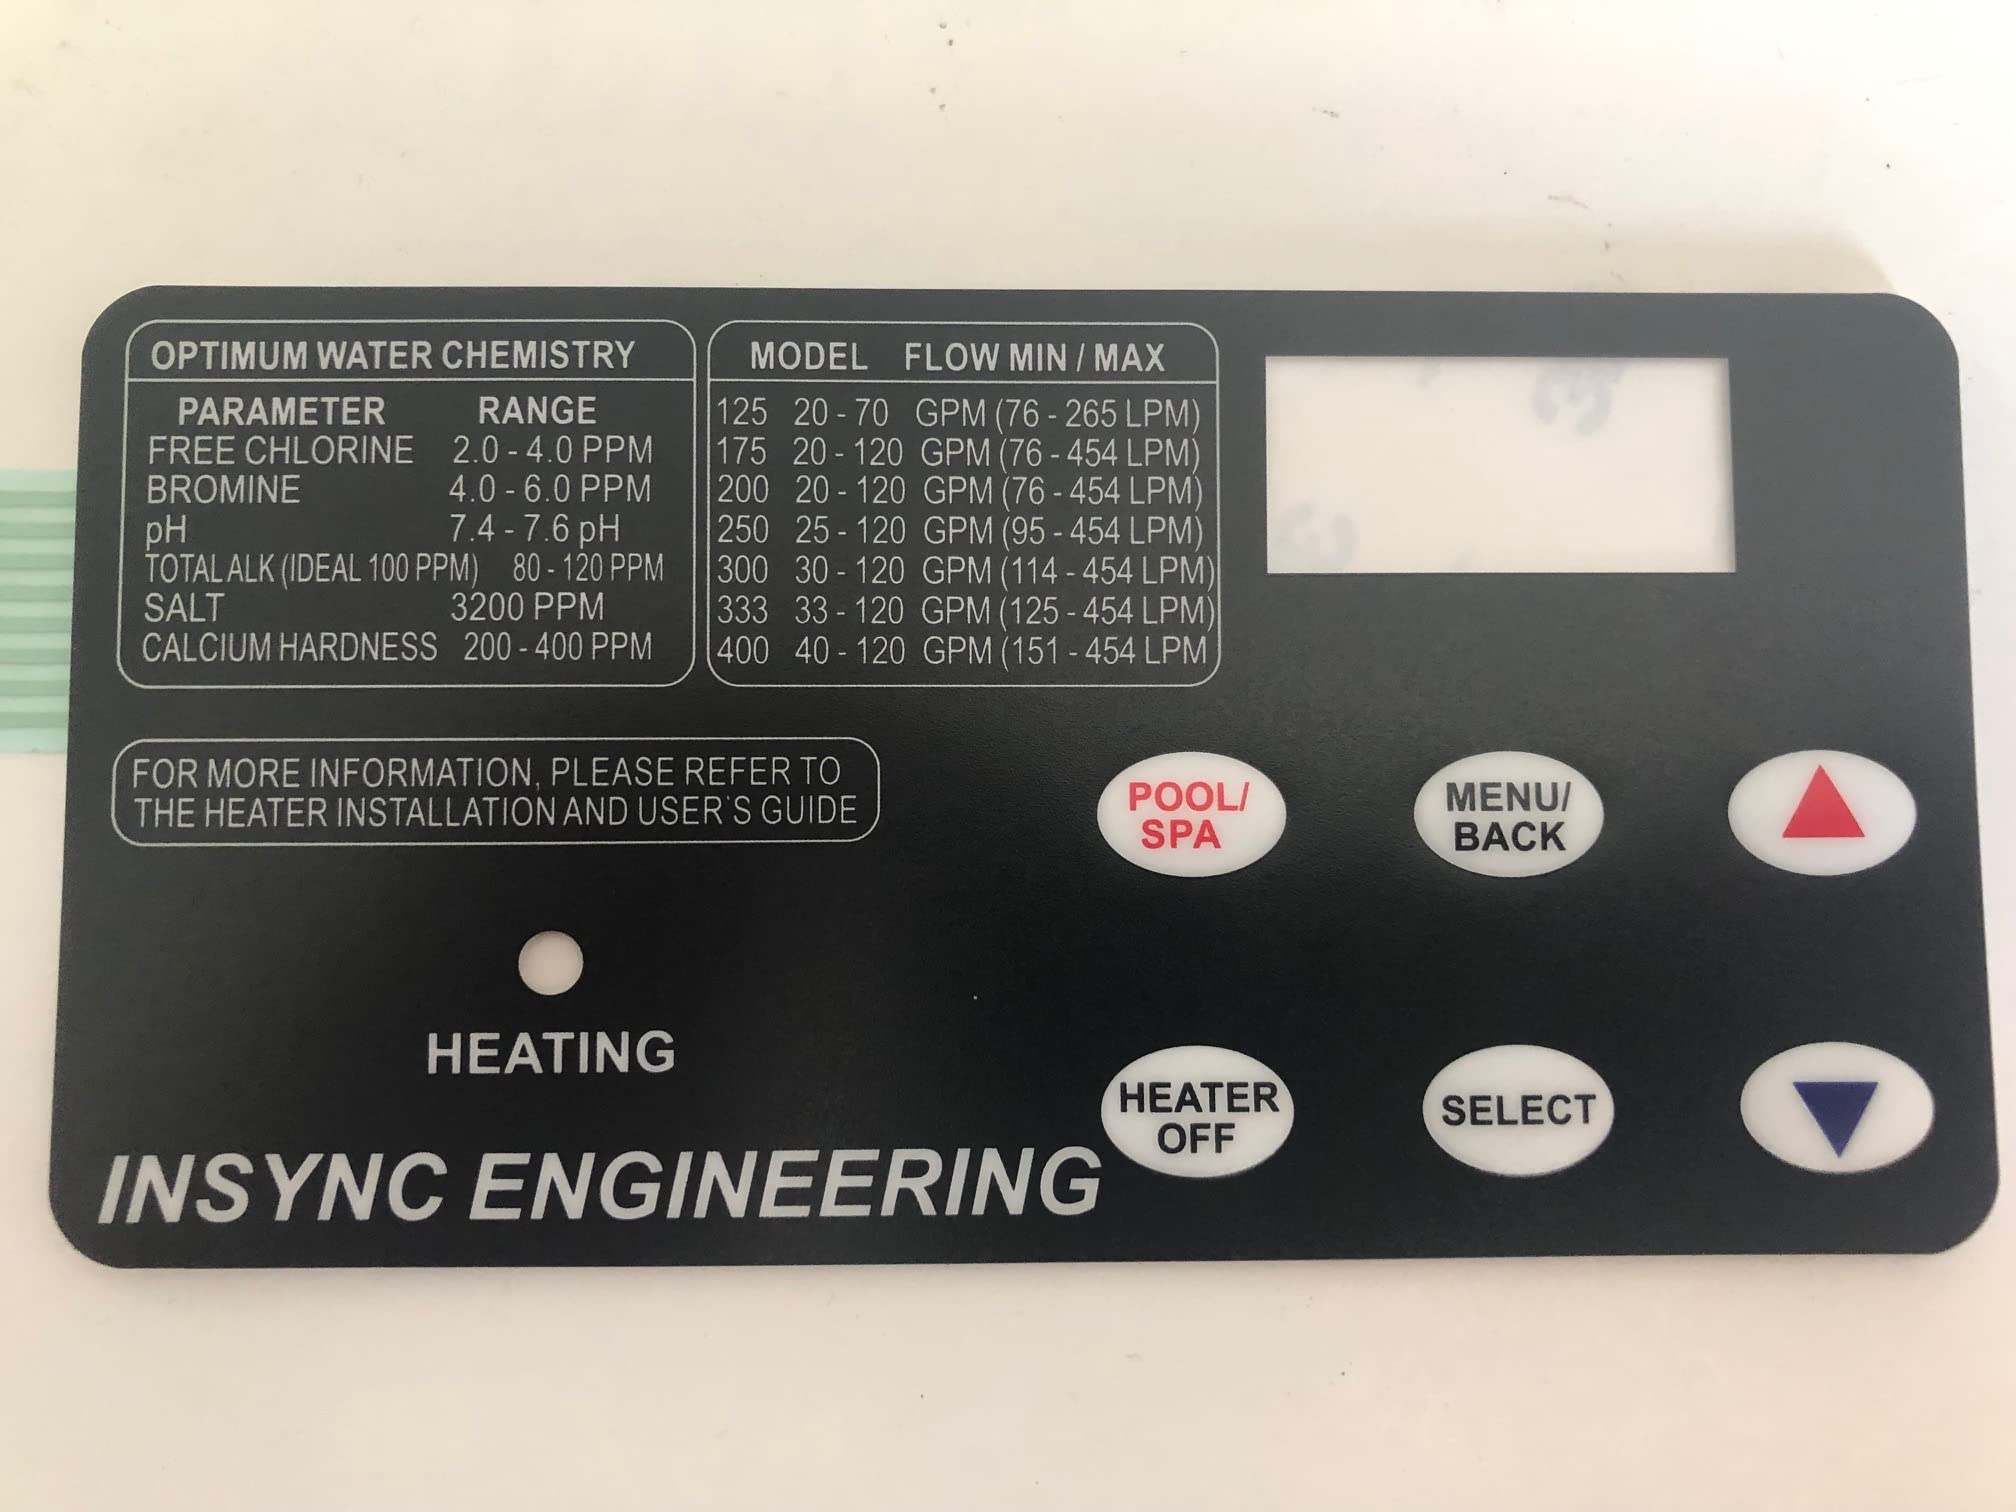 OPTIMUM WATER CHEMISTRY
PARAMETER RANGE
FREE CHLORINE 2.0 - 4.0 PPM
BROMINE 4.0 - 6.0 PPM
pH 7.4 - 7.6 pH
TOTAL ALK (IDEAL 100 PPM) 80 - 120 PPM
SALT 3200 PPM
CALCIUM HARDNESS 200 - 400 PPM
MODEL FLOW MIN / MAX
125 20 - 70 GPM (76 - 265 LPM)
175 20 - 120 GPM (76 - 454 LPM)
200 20 - 120 GPM (76 - 454 LPM)
250 25 - 120 GPM (95 - 454 LPM)
300 30 - 120 GPM (114 - 454 LPM)
333 33 - 120 GPM (125 - 454 LPM)
400 40 - 120 GPM (151 - 454 LPM
FOR MORE INFORMATION, PLEASE REFER TO
THE HEATER INSTALLATION AND USER'S GUIDE
POOL/
SPA
MENU/
BACK
HEATING
HEATER
OFF
SELECT
INSYNC ENGINEERING